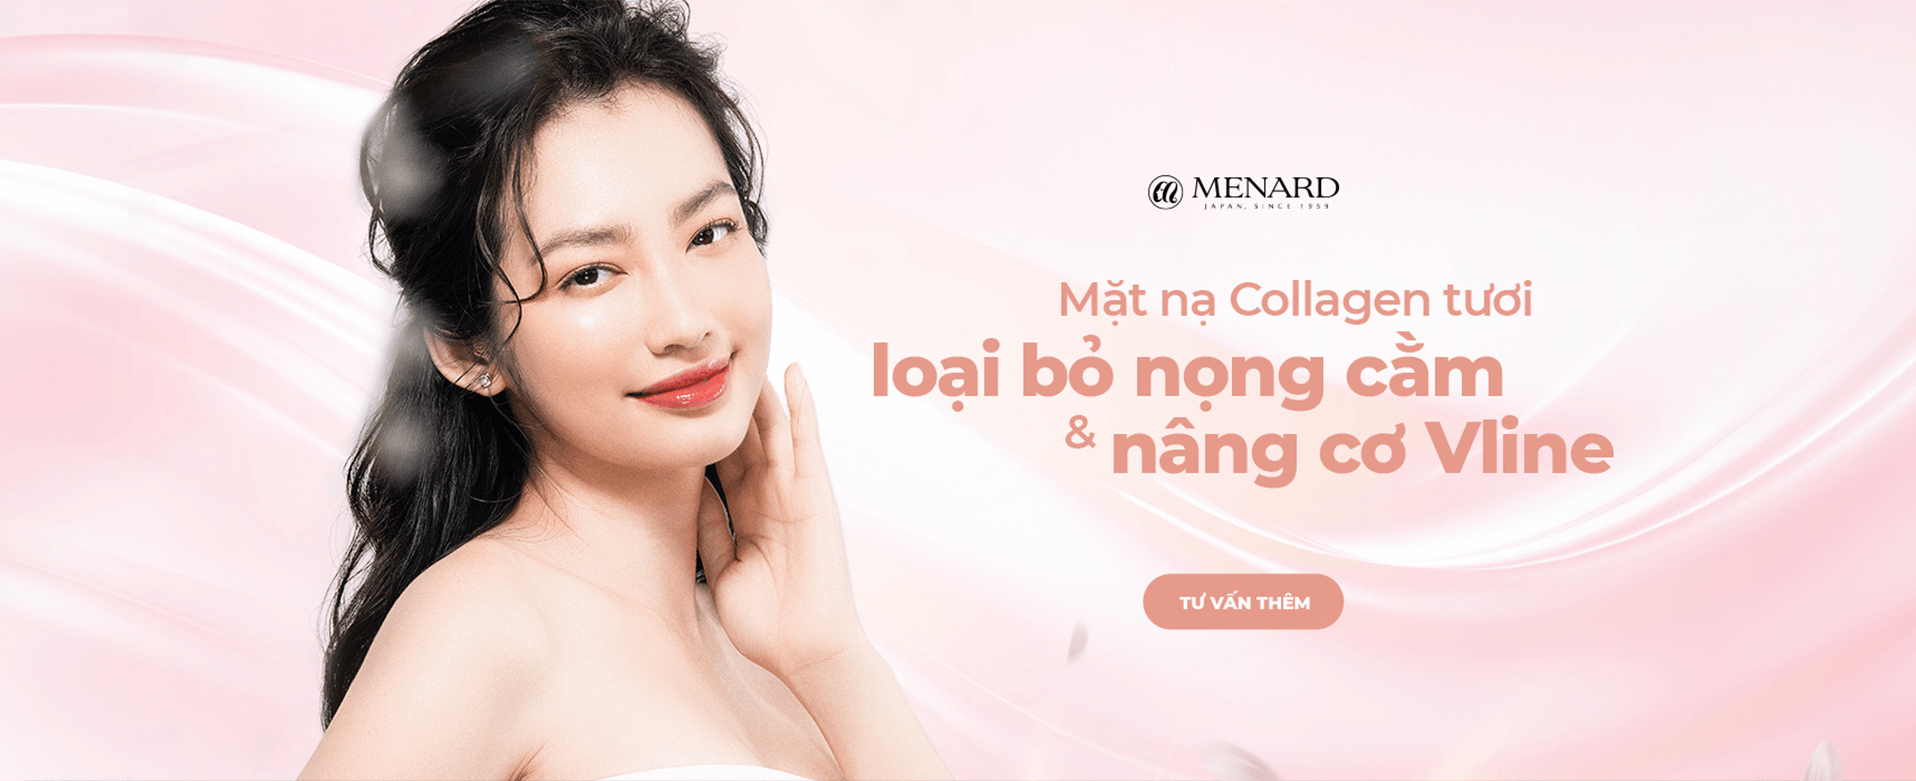 MENARD
JAPAN, SINCE 1959
Mặt nạ Collagen tươi
loại bỏ nọng cằm
& nâng cơ Vline
TƯ VẤN THÊM